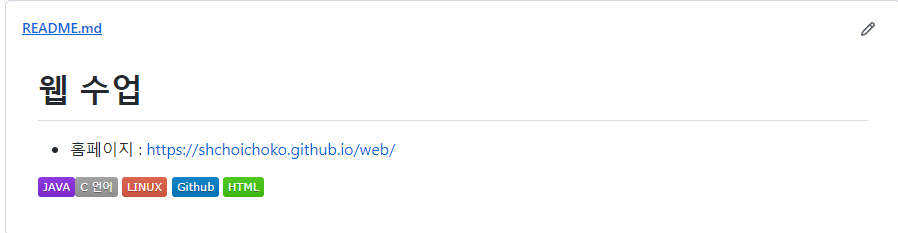 README.md
웹 수업
홈페이지 : https://shchoichoko.github.io/web/
JAVA C 언어 LINUX Github HTML